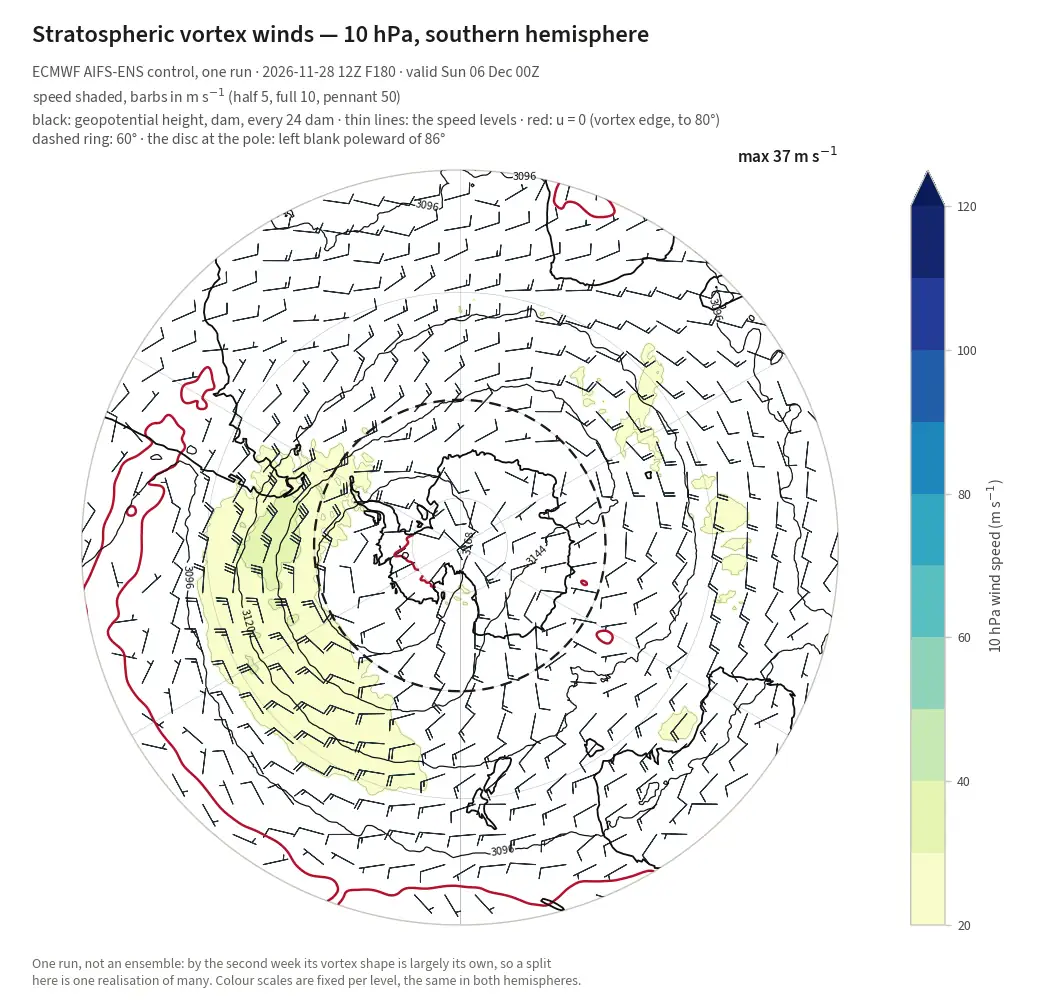 Stratospheric vortex winds — 10 hPa, southern hemisphere
ECMWF AIFS-ENS control, one run · 2026-11-28 12Z F180 · valid Sun 06 Dec 00Z
speed shaded, barbs in m s⁻¹ (half 5, full 10, pennant 50)
black: geopotential height, dam, every 24 dam · thin lines: the speed levels · red: u = 0 (vortex edge, to 80°)
dashed ring: 60° · the disc at the pole: left blank poleward of 86°
max 37 m s⁻¹
3096
3096
3096
3096
3120
3168
3144
3096
120
100
80
60
40
20
10 hPa wind speed (m s⁻¹)
One run, not an ensemble: by the second week its vortex shape is largely its own, so a split
here is one realisation of many. Colour scales are fixed per level, the same in both hemispheres.